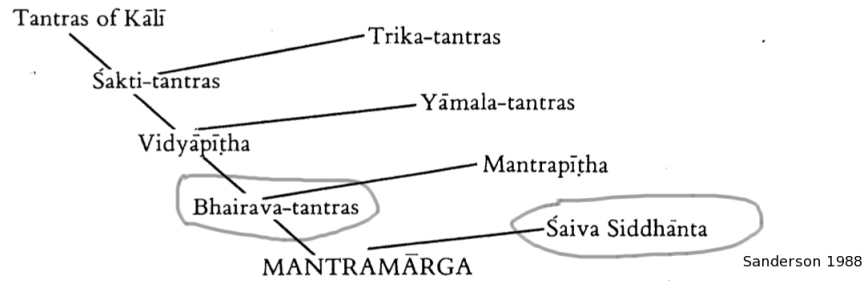 Tantras of Kālī
Trika-tantras
Śakti-tantras
Yāmala-tantras
Vidyāpīṭha
Mantrapīṭha
Bhairava-tantras
Śaiva Siddhānta
MANTRAMĀRGA
Sanderson 1988